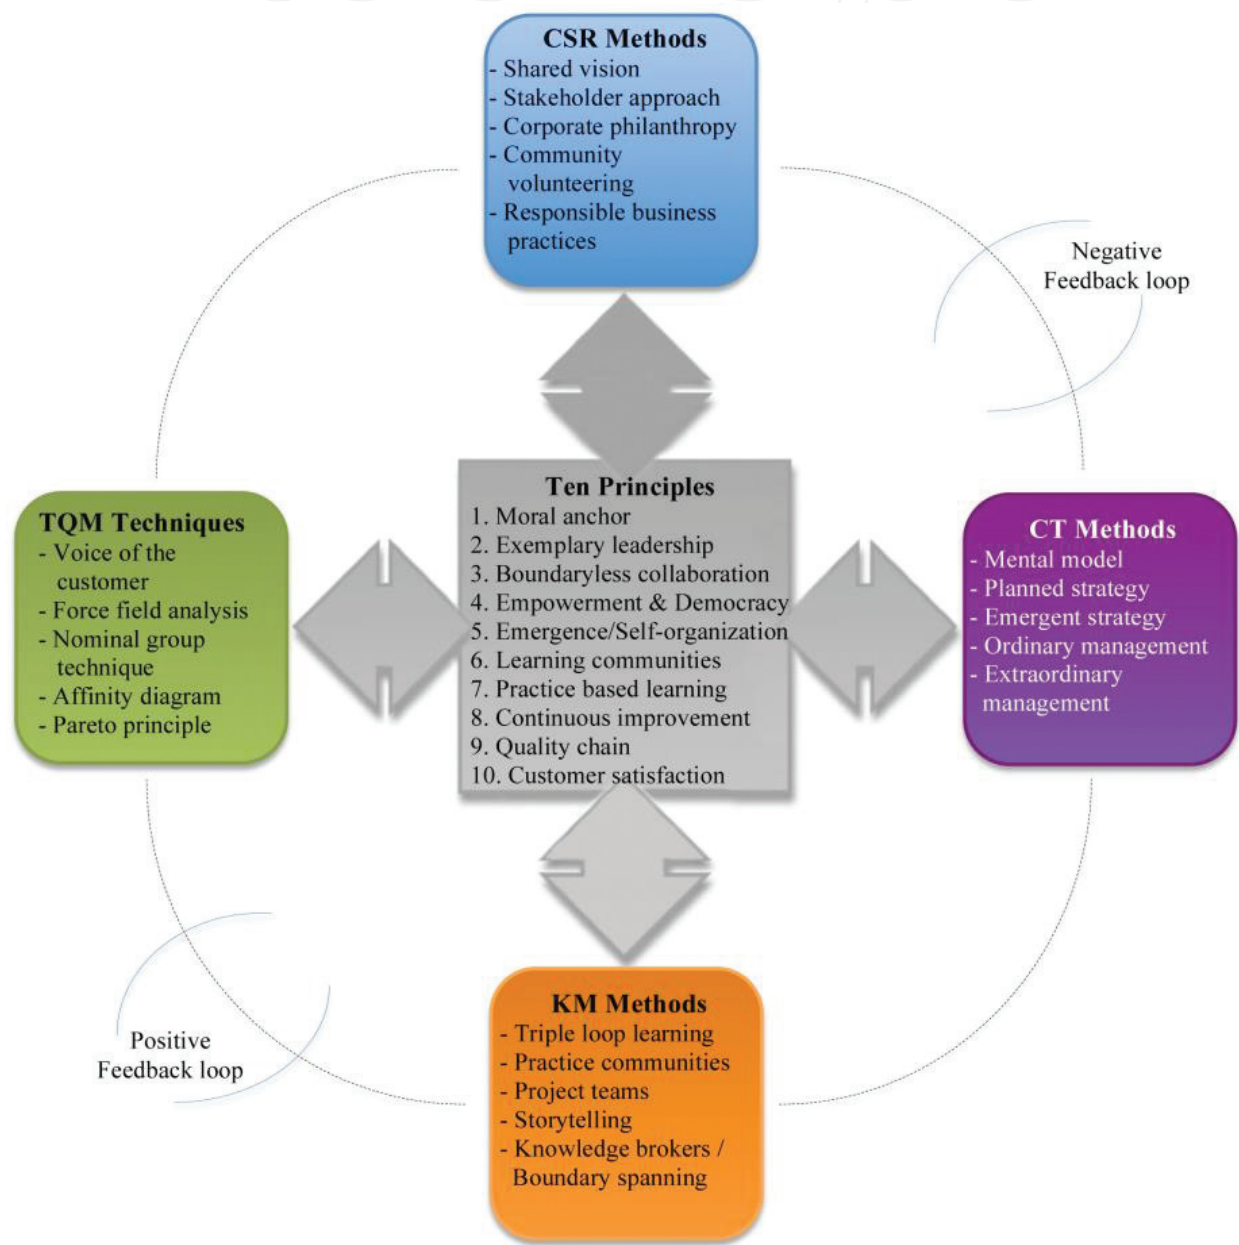 CSR Methods
- Shared vision
- Stakeholder approach
- Corporate philanthropy
- Community
volunteering
- Responsible business
practices
Negative
Feedback loop
TQM Techniques
- Voice of the
customer
- Force field analysis
- Nominal group
technique
- Affinity diagram
- Pareto principle
Ten Principles
1. Moral anchor
2. Exemplary leadership
3. Boundaryless collaboration
4. Empowerment & Democracy
5. Emergence/Self-organization
6. Learning communities
7. Practice based learning
8. Continuous improvement
9. Quality chain
10. Customer satisfaction
CT Methods
- Mental model
- Planned strategy
- Emergent strategy
- Ordinary management
- Extraordinary
management
Positive
Feedback loop
KM Methods
- Triple loop learning
- Practice communities
- Project teams
- Storytelling
- Knowledge brokers /
Boundary spanning